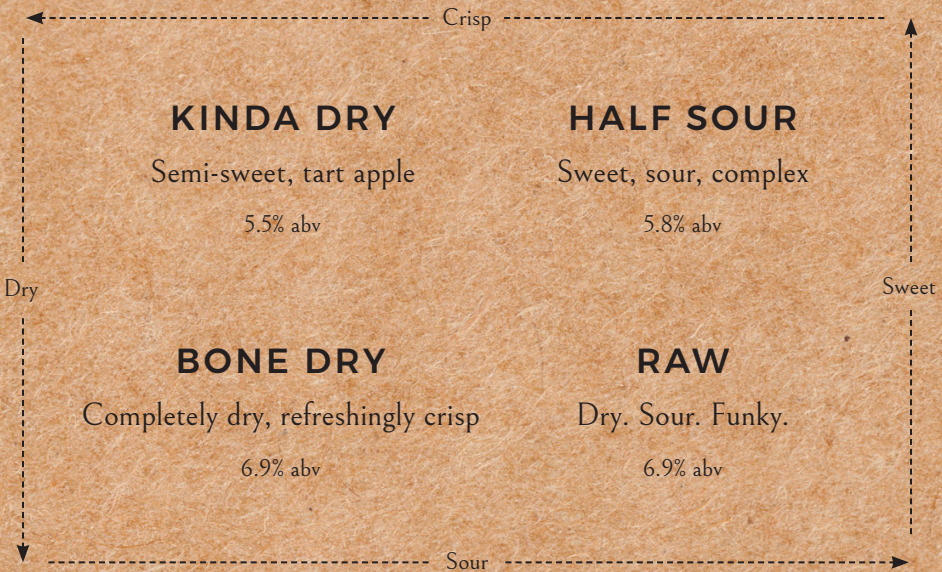 Crisp
KINDA DRY
Semi-sweet, tart apple
5.5% abv
HALF SOUR
Sweet, sour, complex
5.8% abv
Dry
Sweet
BONE DRY
Completely dry, refreshingly crisp
6.9% abv
RAW
Dry. Sour. Funky.
6.9% abv
Sour